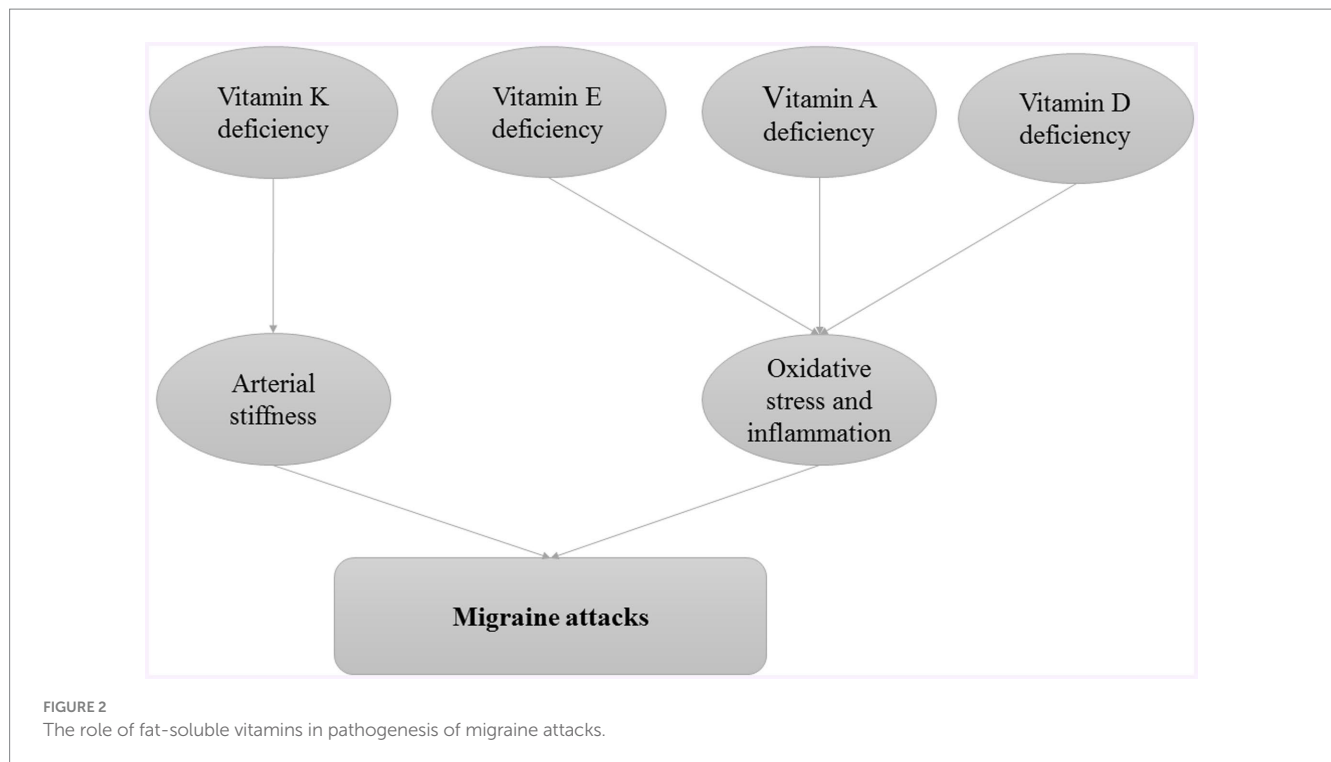 Vitamin K
deficiency
Vitamin E
deficiency
Vitamin A
deficiency
Vitamin D
deficiency
Arterial
stiffness
Oxidative
stress and
inflammation
Migraine attacks
FIGURE 2
The role of fat-soluble vitamins in pathogenesis of migraine attacks.